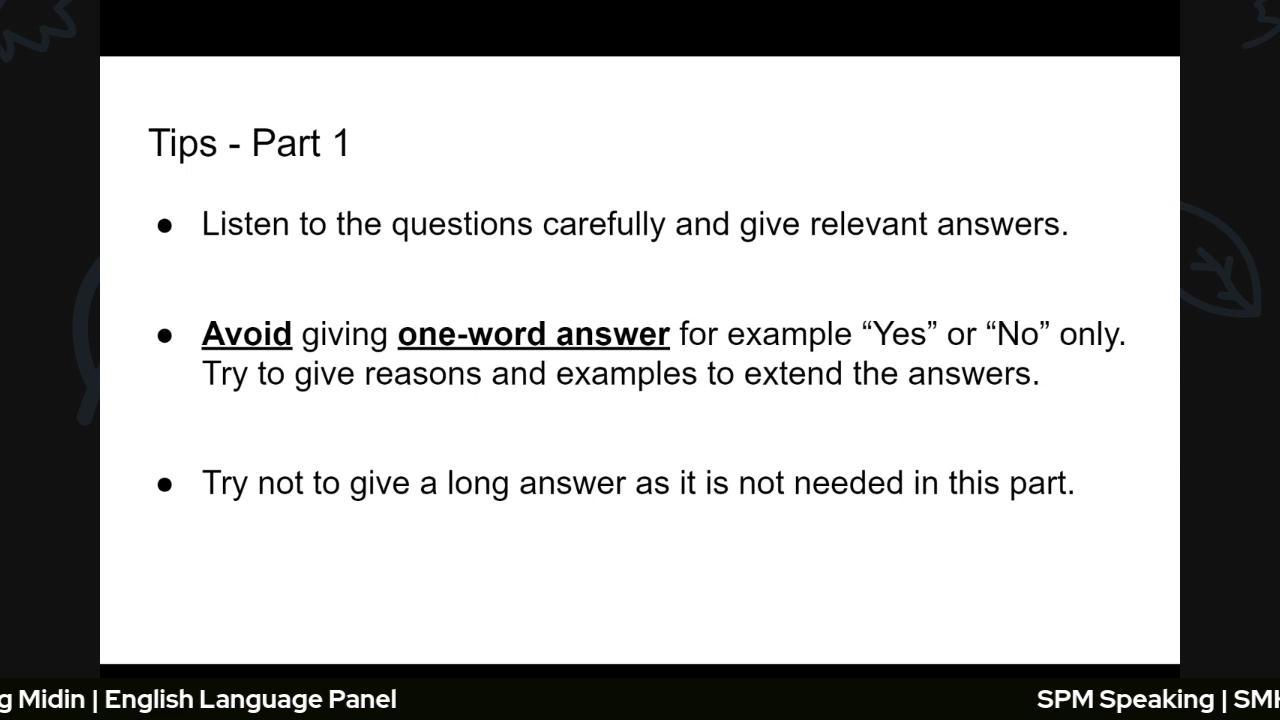 Tips - Part 1
● Listen to the questions carefully and give relevant answers.
● Avoid giving one-word answer for example “Yes” or “No” only.
Try to give reasons and examples to extend the answers.
● Try not to give a long answer as it is not needed in this part.
g Midin | English Language Panel
SPM Speaking |